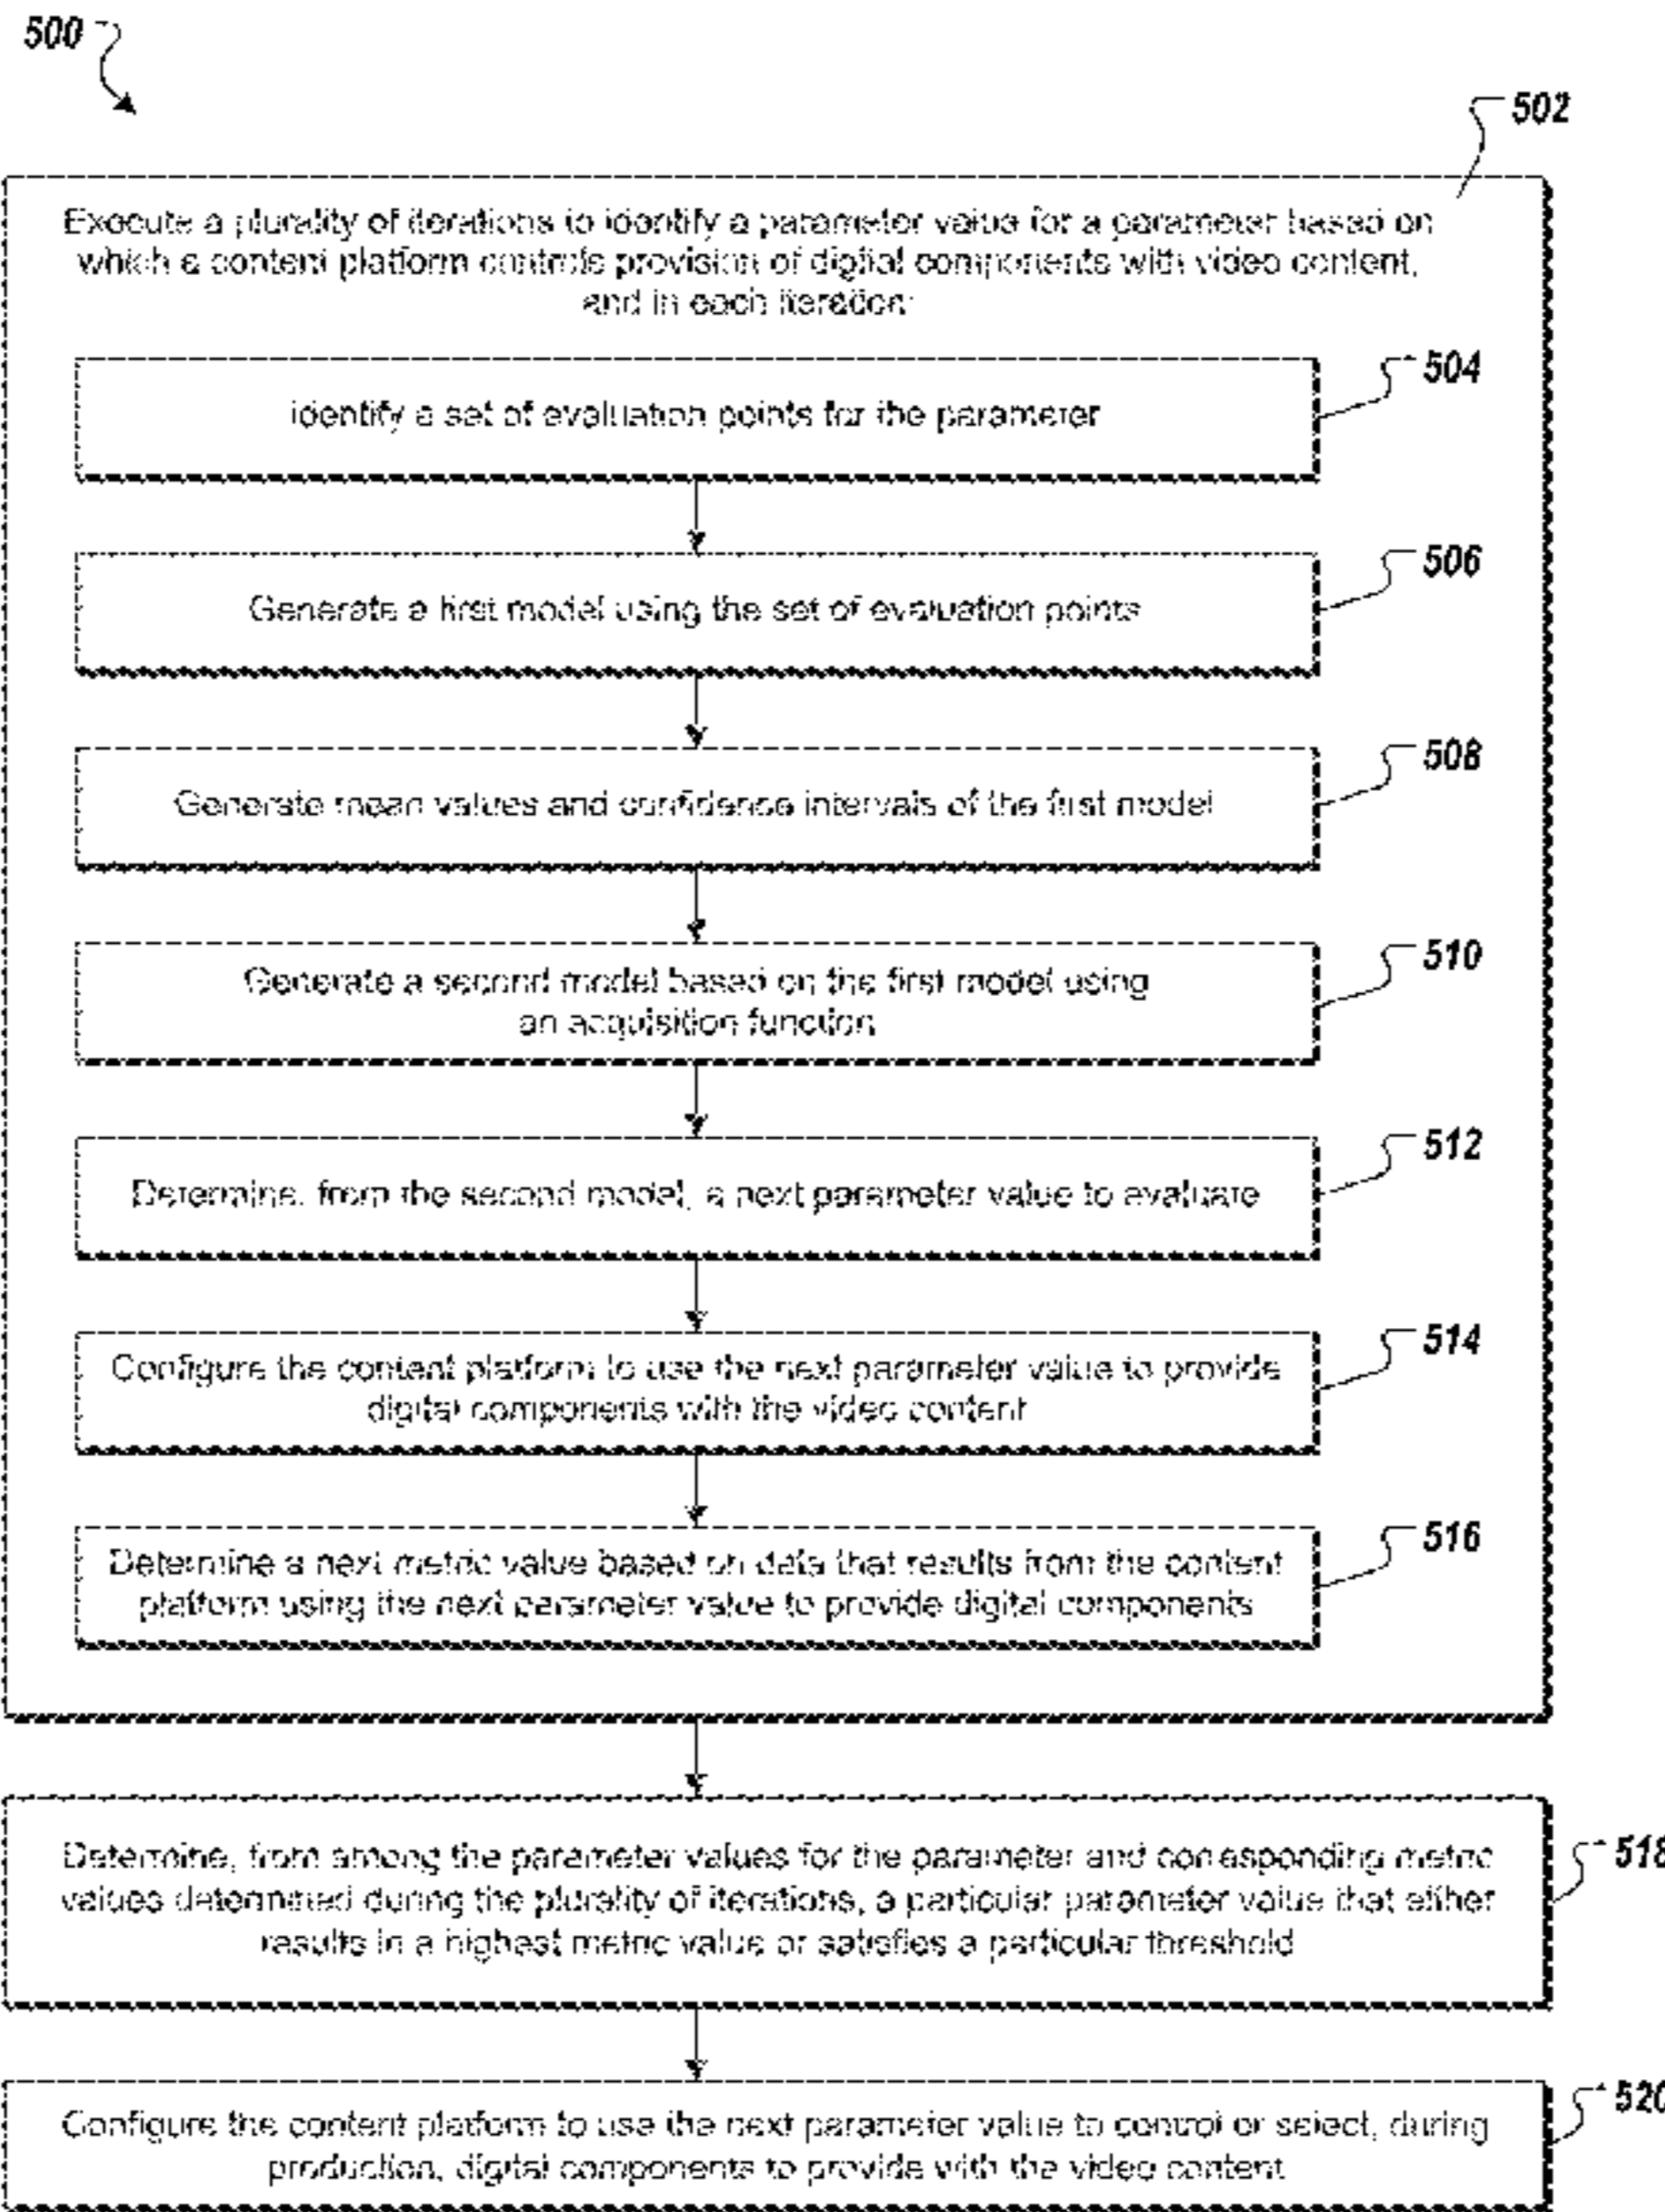 500
502
Execute a plurality of iterations to identify a parameter value for a parameter based on
which a content platform controls provision of digital components with video content,
and in each iteration:
Identify a set of evaluation points for the parameter
504
Generate a first model using the set of evaluation points
506
Generate mean values and confidence intervals of the first model
508
Generate a second model based on the first model using
an acquisition function
510
Determine, from the second model, a next parameter value to evaluate
512
Configure the content platform to use the next parameter value to provide
digital components with the video content
514
Determine a next metric value based on data that results from the content
platform using the next parameter value to provide digital components
516
Determine, from among the parameter values for the parameter and corresponding metric
values determined during the plurality of iterations, a particular parameter value that either
results in a highest metric value or satisfies a particular threshold
518
Configure the content platform to use the next parameter value to control or select, during
production, digital components to provide with the video content
520